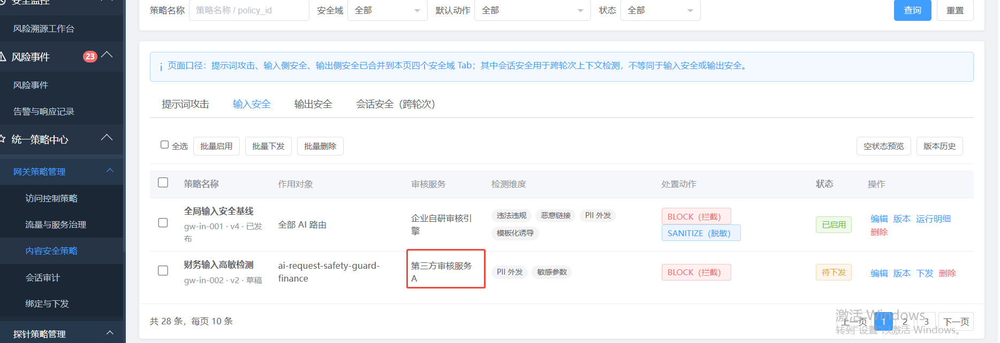 安全监控
风险溯源工作台
风险事件 23
风险事件
告警与响应记录
统一策略中心
网关策略管理
访问控制策略
流量与服务治理
内容安全策略
会话审计
绑定与下发
探针策略管理
策略名称 策略名称 / policy_id 安全域 全部 默认动作 全部 状态 全部 查询 重置
页面口径：提示词攻击、输入侧安全、输出侧安全已合并到本页四个安全域 Tab；其中会话安全用于跨轮次上下文检测，不等同于输入安全或输出安全。
提示词攻击 输入安全 输出安全 会话安全（跨轮次）
全选 批量启用 批量下发 批量删除 空状态预览 版本历史
策略名称 作用对象 审核服务 检测维度 处置动作 状态 操作
全局输入安全基线
gw-in-001 · v4 · 已发
布
全部 AI 路由
企业自研审核引
擎
违法违规 恶意链接 PII 外发
模板化诱导
BLOCK（拦截）
SANITIZE（脱敏）
已启用
编辑 版本 运行明细
删除
财务输入高敏检测
gw-in-002 · v2 · 草稿
ai-request-safety-guard-
finance
第三方审核服务
A
PII 外发 敏感参数
BLOCK（拦截）
待下发
编辑 版本 下发 删除
共 28 条，每页 10 条
上一页 1 2 3 下一页
激活 Windows
转到“设置”以激活 Windows。